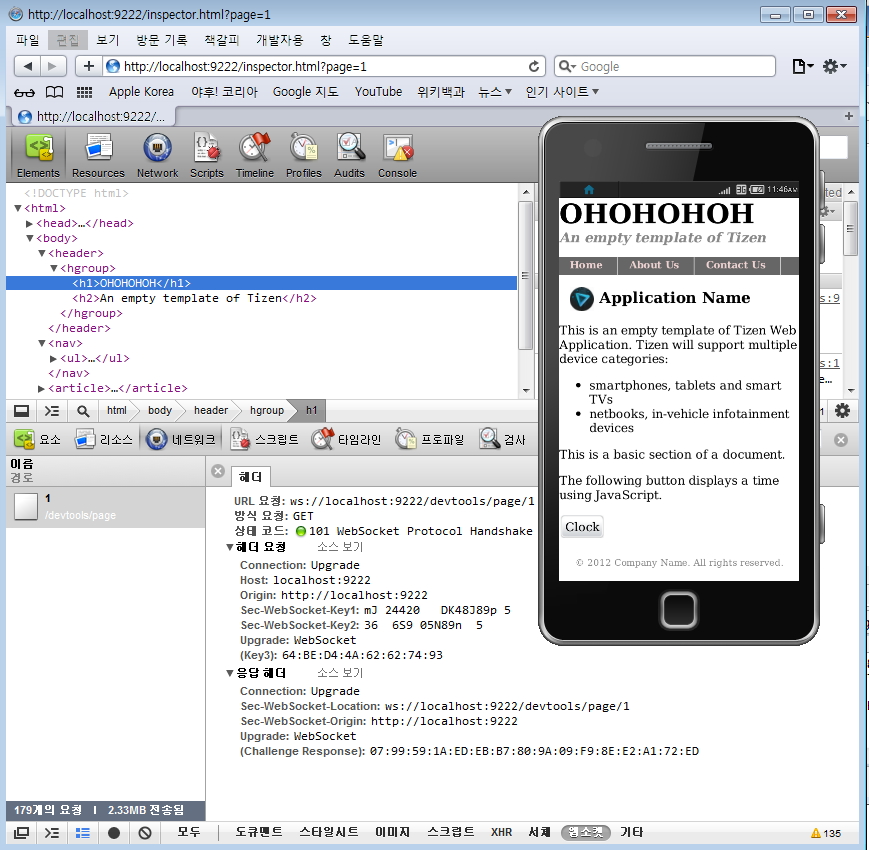 http://localhost:9222/inspector.html?page=1
파일 편집 보기 방문 기록 책갈피 개발자용 창 도움말
http://localhost:9222/inspector.html?page=1
Google
Apple Korea 야후! 코리아 Google 지도 YouTube 위키백과 뉴스 인기 사이트
http://localhost:9222/...
Elements Resources Network Scripts Timeline Profiles Audits Console
<!DOCTYPE html>
<html>
<head>…</head>
<body>
<header>
<hgroup>
<h1>OHOHOHOH</h1>
<h2>An empty template of Tizen</h2>
</hgroup>
</header>
<nav>
<ul>…</ul>
</nav>
<article>…</article>
html body header hgroup h1
요소 리소스 네트워크 스크립트 타임라인 프로파일 검사
이름
경로
1
/devtools/page
헤더
URL 요청: ws://localhost:9222/devtools/page/1
방식 요청: GET
상태 코드: 101 WebSocket Protocol Handshake
헤더 요청 소스 보기
Connection: Upgrade
Host: localhost:9222
Origin: http://localhost:9222
Sec-WebSocket-Key1: mJ 24420   DK48J89p 5
Sec-WebSocket-Key2: 36  6S9 05N89n  5
Upgrade: WebSocket
(Key3): 64:BE:D4:4A:62:62:74:93
응답 헤더 소스 보기
Connection: Upgrade
Sec-WebSocket-Location: ws://localhost:9222/devtools/page/1
Sec-WebSocket-Origin: http://localhost:9222
Upgrade: WebSocket
(Challenge Response): 07:99:59:1A:ED:EB:B7:80:9A:09:F9:8E:E2:A1:72:ED
179개의 요청 | 2.33MB 전송됨
모두 도큐멘트 스타일시트 이미지 스크립트 XHR 서체 웹소켓 기타
135
3G 11:46AM
OHOHOHOH
An empty template of Tizen
Home About Us Contact Us
Application Name
This is an empty template of Tizen Web
Application. Tizen will support multiple
device categories:
• smartphones, tablets and smart
TVs
• netbooks, in-vehicle infotainment
devices
This is a basic section of a document.
The following button displays a time
using JavaScript.
Clock
© 2012 Company Name. All rights reserved.
ted
s:9
s:1
e…
1